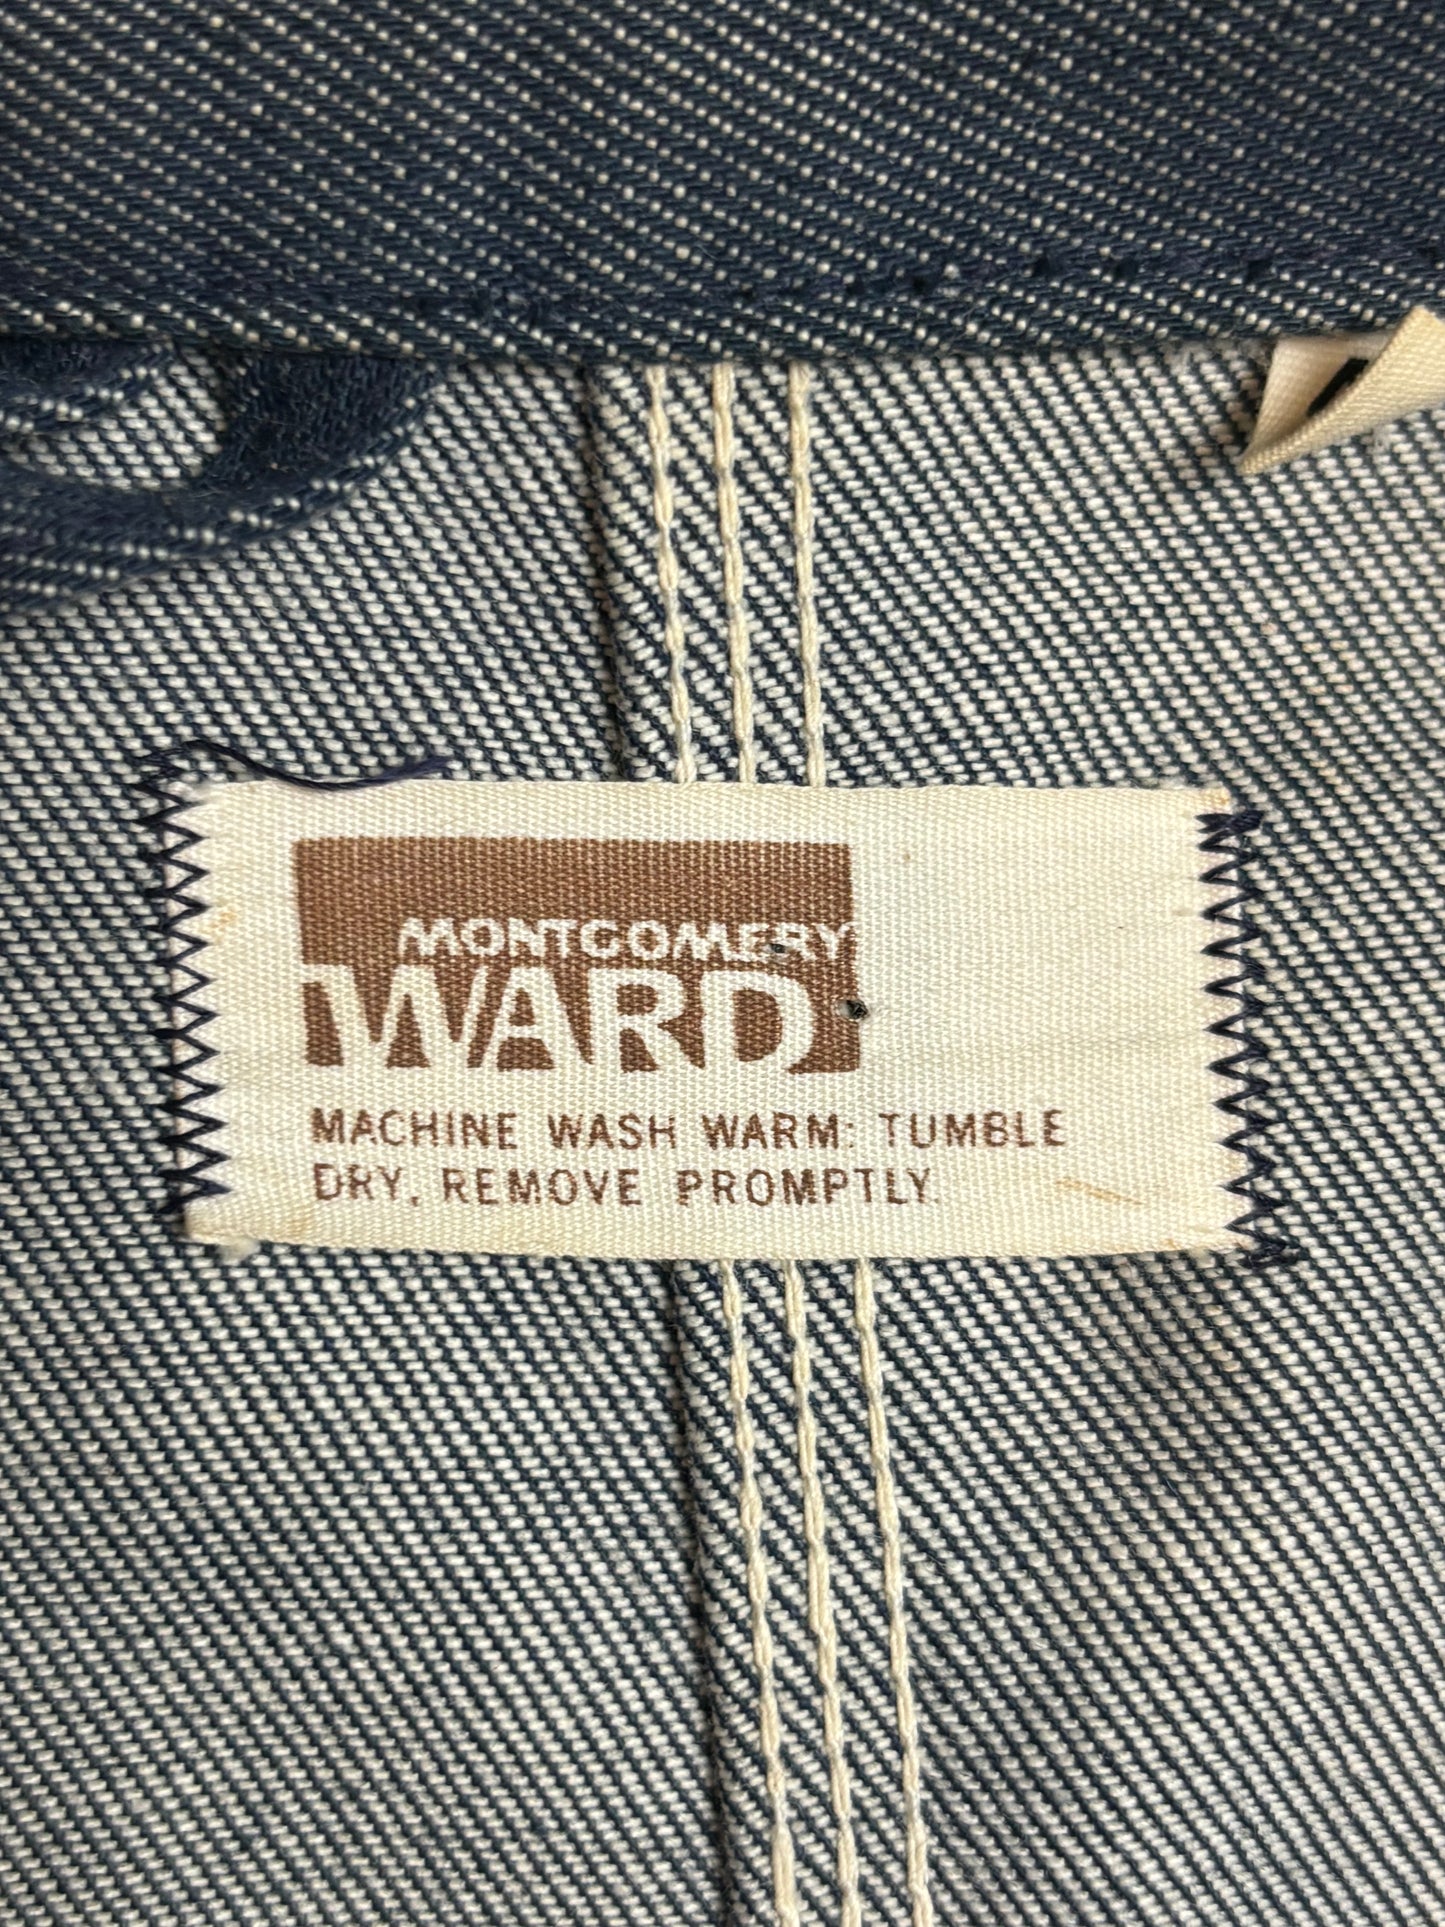 MONTGOMERY
WARD
MACHINE WASH WARM: TUMBLE
DRY, REMOVE PROMPTLY.